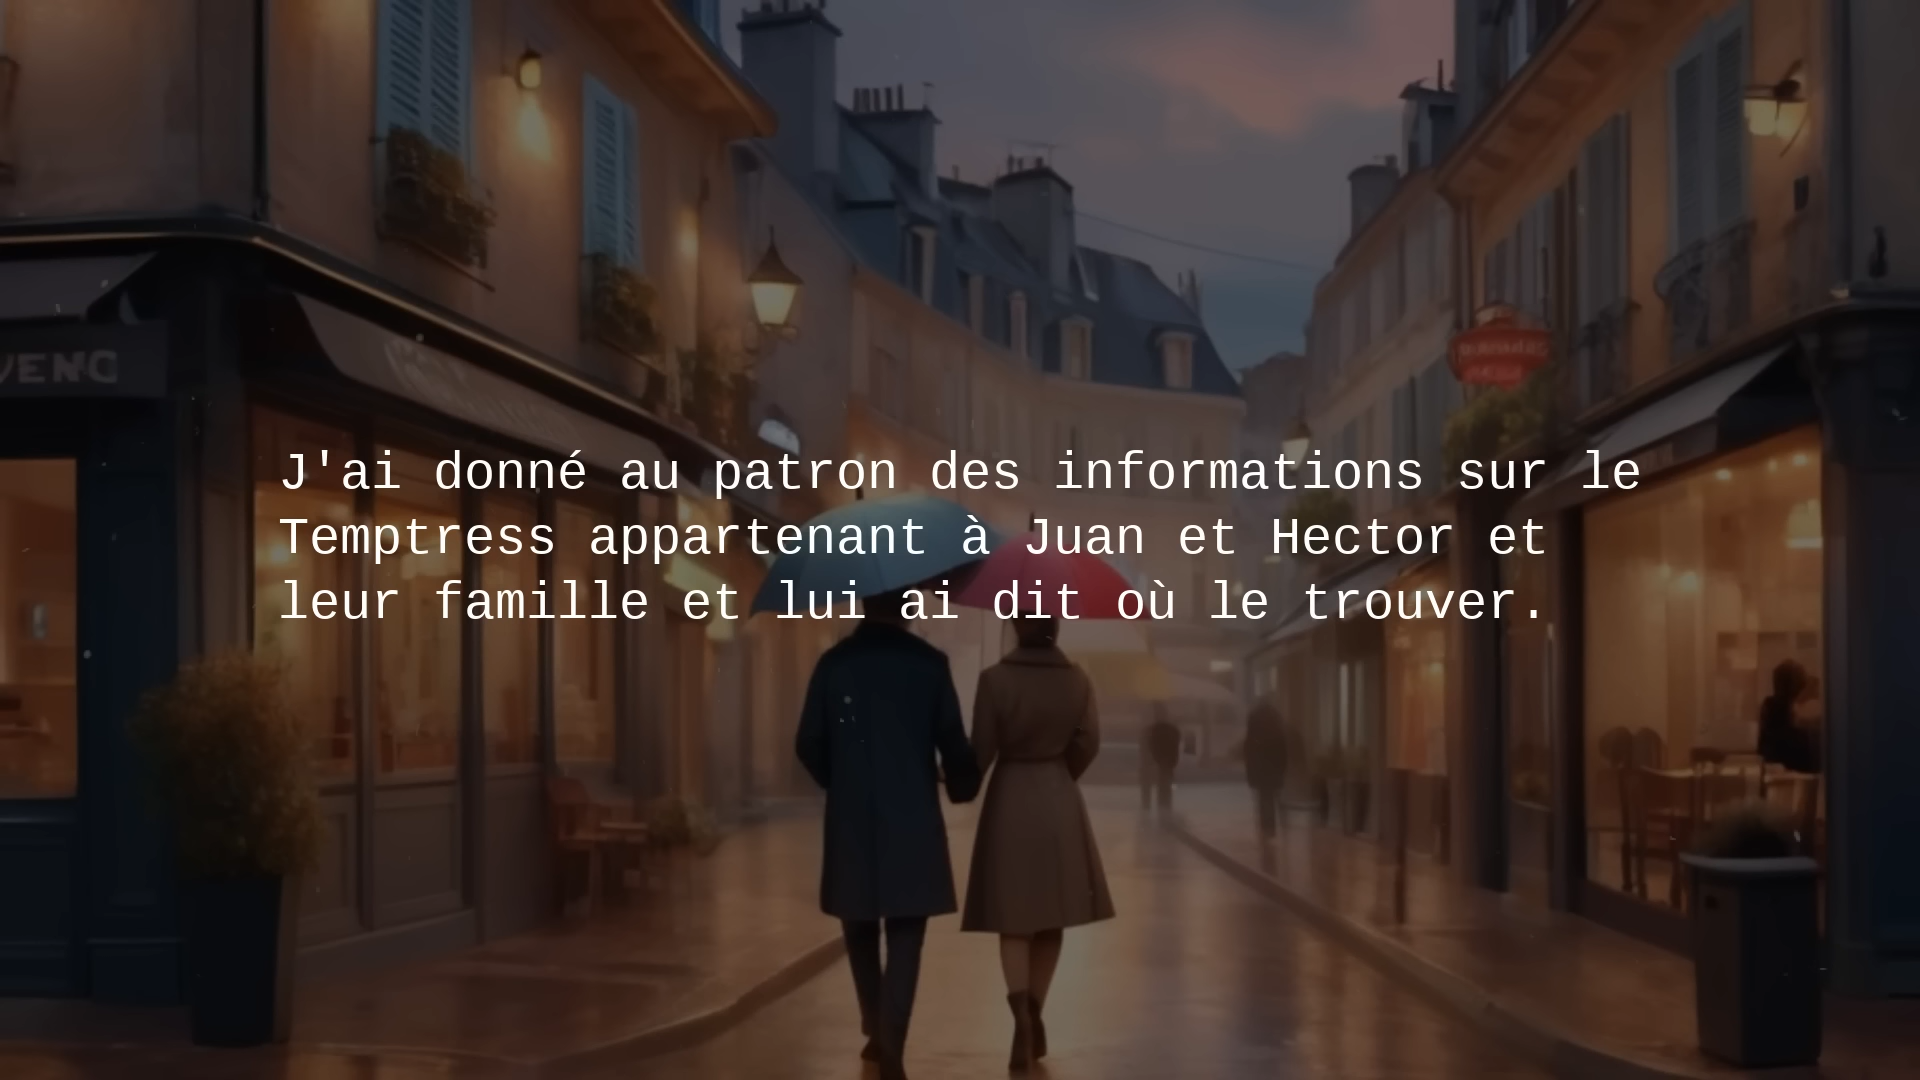 J'ai donné au patron des informations sur le
Temptress appartenant à Juan et Hector et
leur famille et lui ai dit où le trouver.